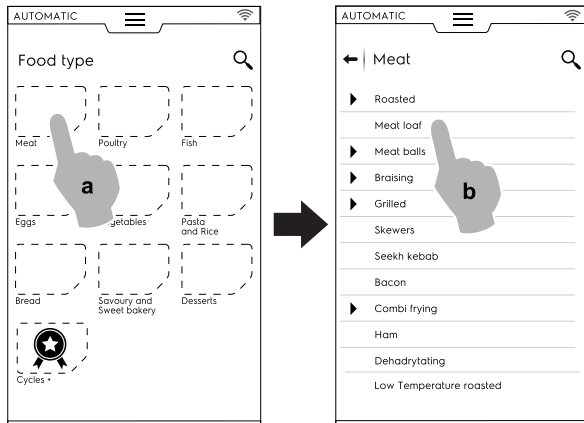 AUTOMATIC
Food type
Meat
Poultry
Fish
a
Eggs
getables
Pasta
and Rice
Bread
Savoury and
Sweet bakery
Desserts
Cycles +
AUTOMATIC
Meat
Roasted
Meat loaf
Meat balls
Braising
b
Grilled
Skewers
Seekh kebab
Bacon
Combi frying
Ham
Dehadrytating
Low Temperature roasted